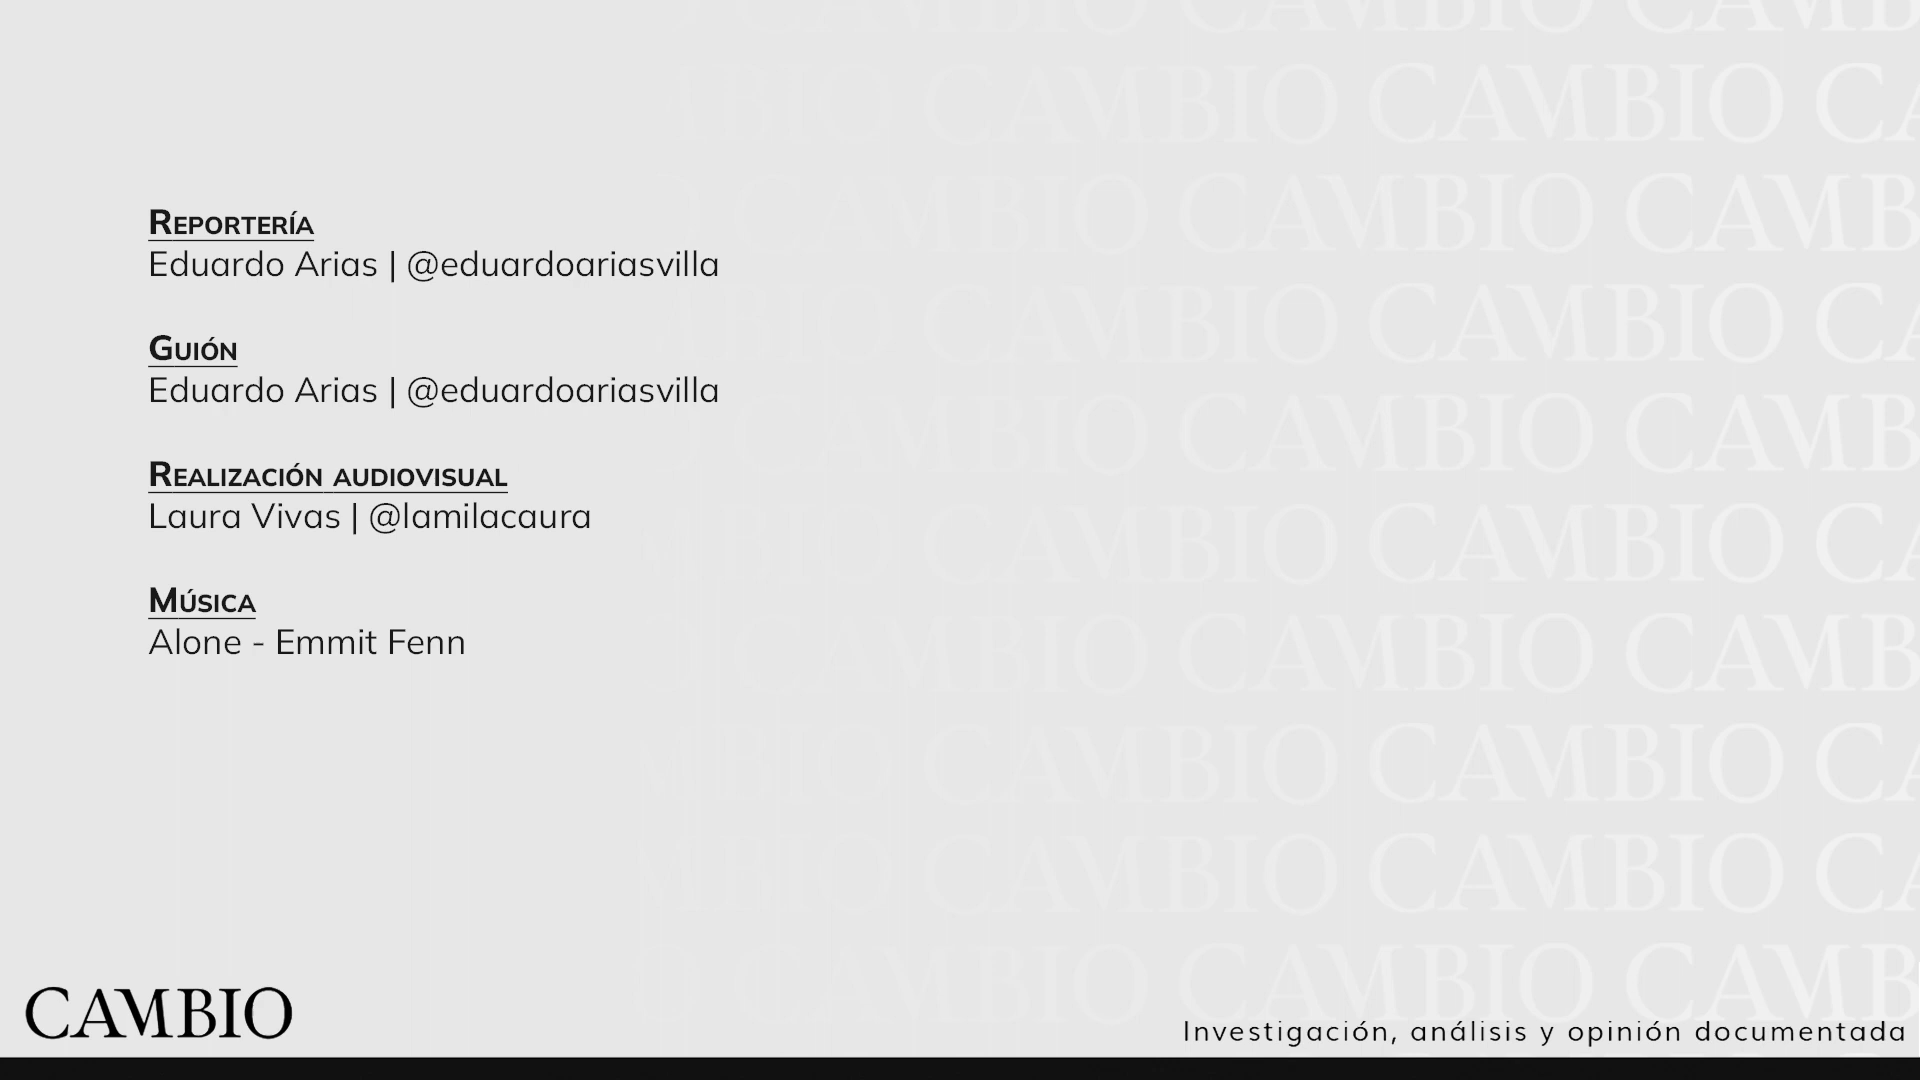 Reportería
Eduardo Arias | @eduardoariasvilla
Guión
Eduardo Arias | @eduardoariasvilla
Realización audiovisual
Laura Vivas | @lamilacaura
Música
Alone - Emmit Fenn
CAMBIO
Investigación, análisis y opinión documentada